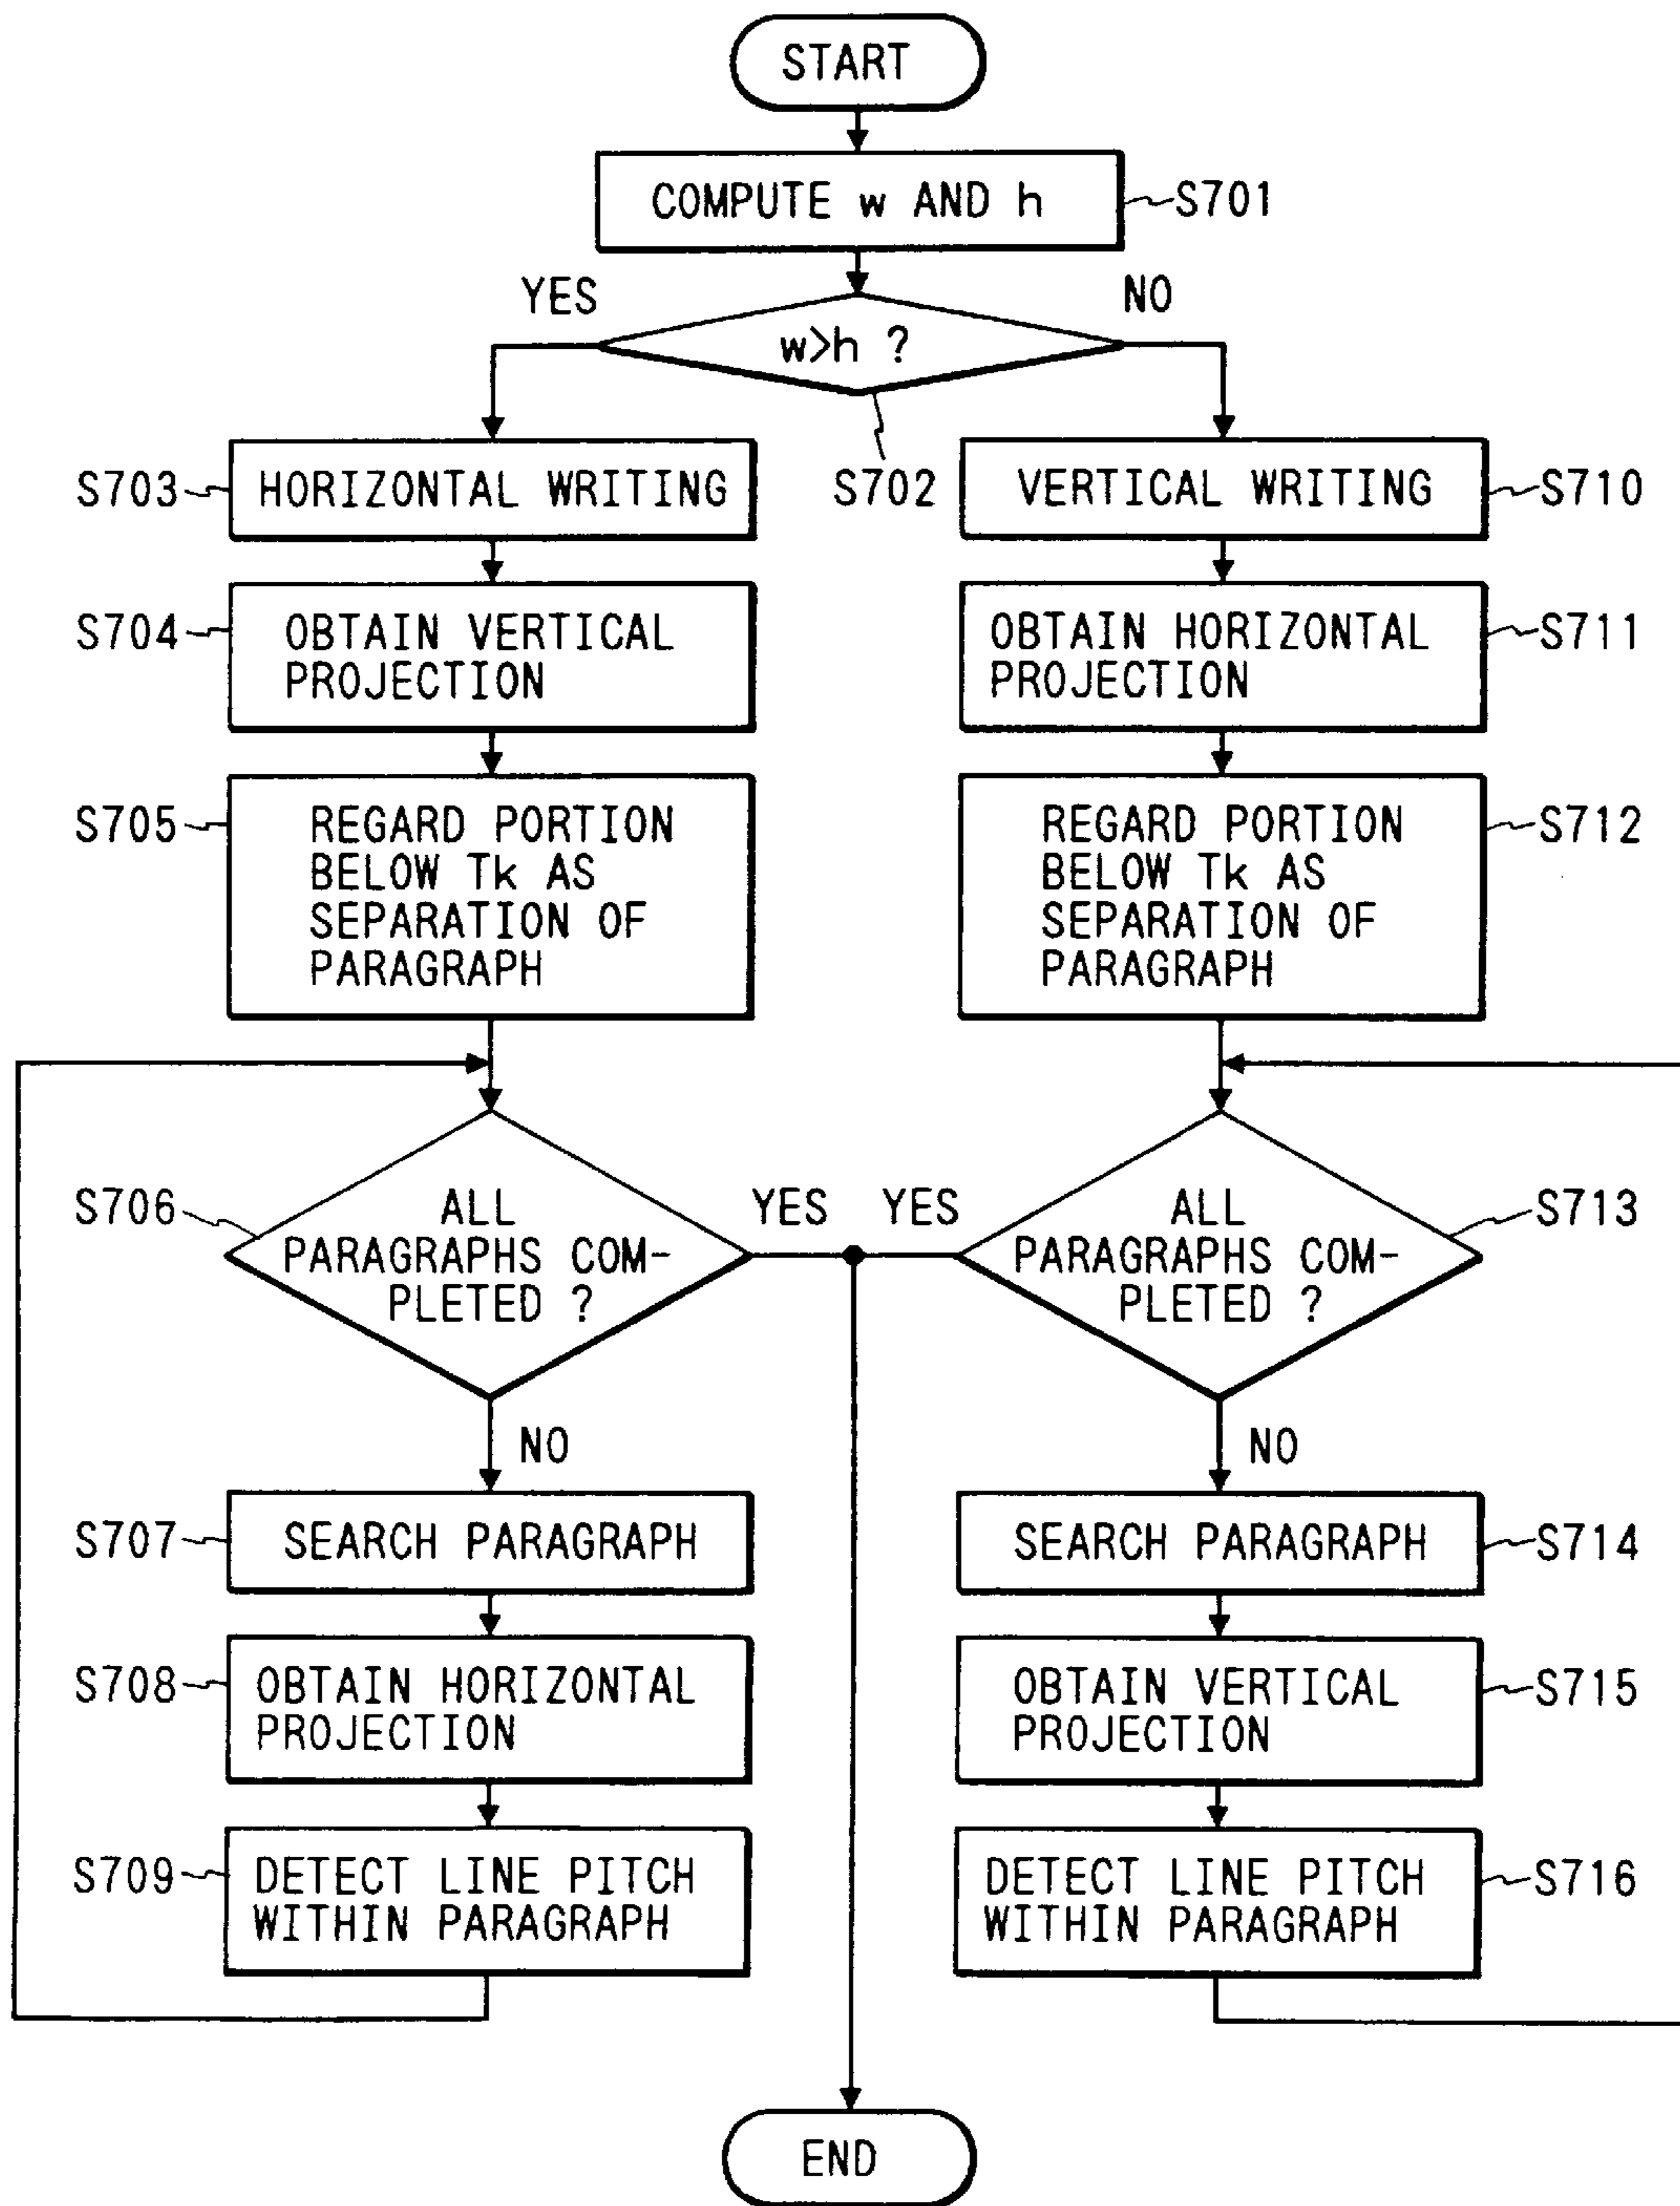 START
COMPUTE w AND h
S701
YES
NO
w>h ?
S702
S703
HORIZONTAL WRITING
VERTICAL WRITING
S710
S704
OBTAIN VERTICAL
PROJECTION
OBTAIN HORIZONTAL
PROJECTION
S711
S705
REGARD PORTION
BELOW Tk AS
SEPARATION OF
PARAGRAPH
REGARD PORTION
BELOW Tk AS
SEPARATION OF
PARAGRAPH
S712
S706
ALL
PARAGRAPHS COM-
PLETED ?
YES
YES
ALL
PARAGRAPHS COM-
PLETED ?
S713
NO
NO
S707
SEARCH PARAGRAPH
SEARCH PARAGRAPH
S714
S708
OBTAIN HORIZONTAL
PROJECTION
OBTAIN VERTICAL
PROJECTION
S715
S709
DETECT LINE PITCH
WITHIN PARAGRAPH
DETECT LINE PITCH
WITHIN PARAGRAPH
S716
END